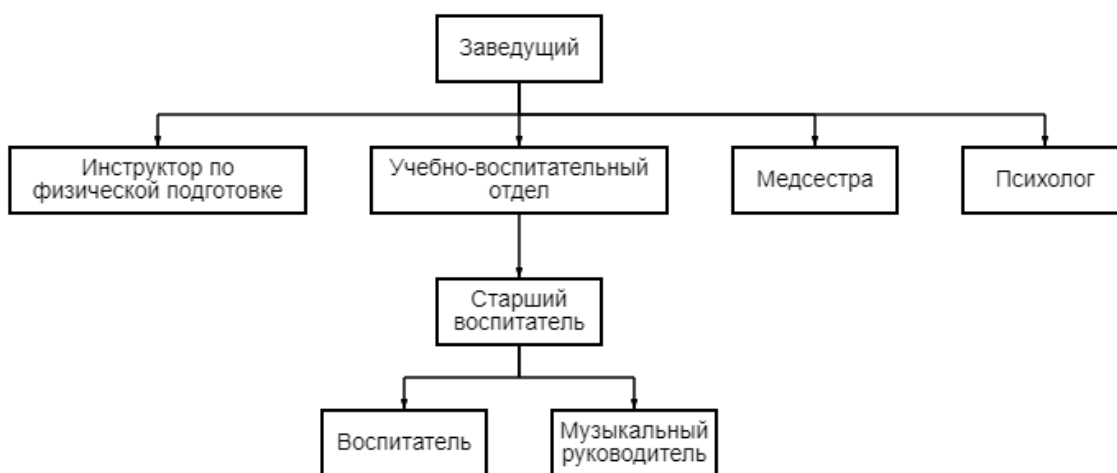 Заведущий
Инструктор по
физической подготовке
Учебно-воспитательный
отдел
Медсестра
Психолог
Старший
воспитатель
Воспитатель
Музыкальный
руководитель